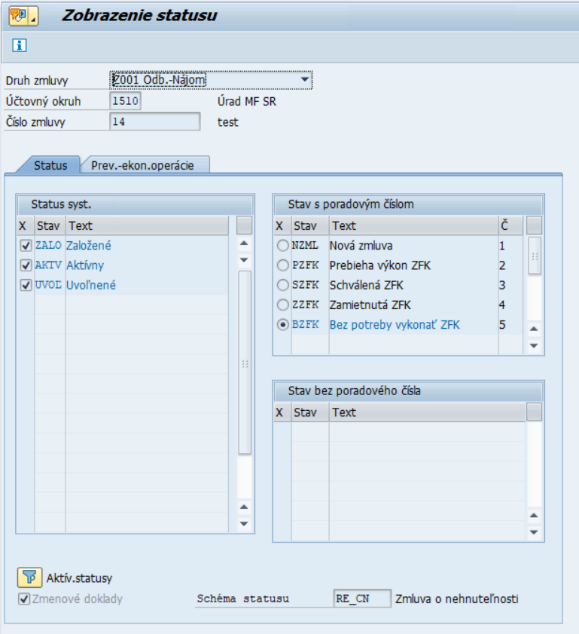 Zobrazenie statusu
Druh zmluvy Z001 Odb.-Nájom
Účtovný okruh 1510 Úrad MF SR
Číslo zmluvy 14 test
Status Prev.-ekon.operácie
Status syst.
X Stav Text
ZALO Založené
AKTV Aktívny
UVOĽ Uvoľnené
Stav s poradovým číslom
X Stav Text Č
NZML Nová zmluva 1
PZFK Prebieha výkon ZFK 2
SZFK Schválená ZFK 3
ZZFK Zamietnutá ZFK 4
BZFK Bez potreby vykonať ZFK 5
Stav bez poradového čísla
X Stav Text
Aktív.statusy
Zmenové doklady Schéma statusu RE_CN Zmluva o nehnuteľnosti